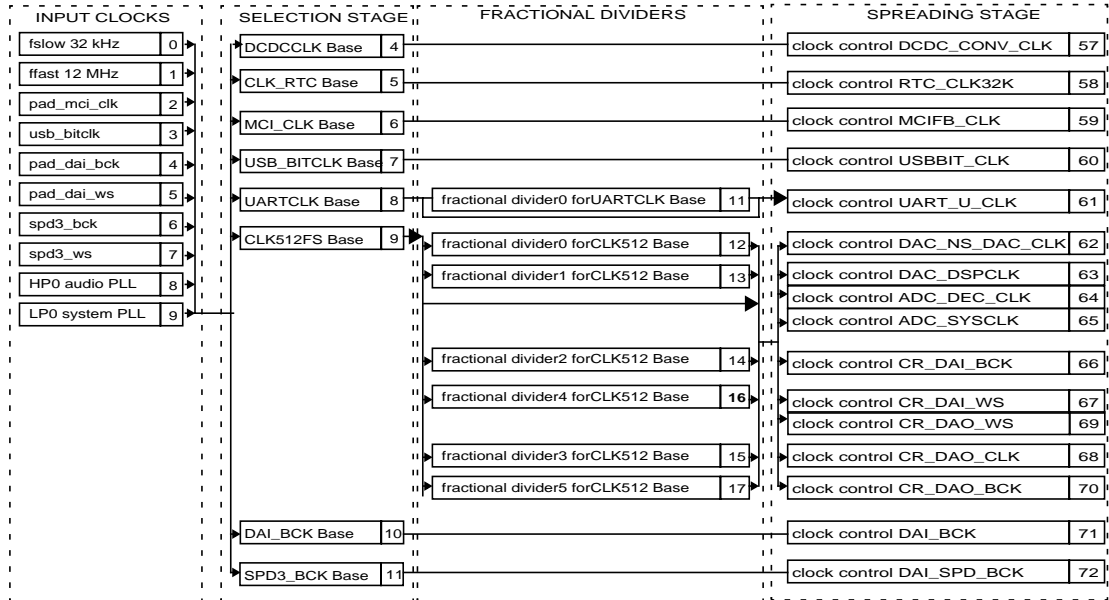 INPUT CLOCKS
fslow 32 kHz 0
ffast 12 MHz 1
pad_mci_clk 2
usb_bitclk 3
pad_dai_bck 4
pad_dai_ws 5
spd3_bck 6
spd3_ws 7
HP0 audio PLL 8
LP0 system PLL 9
SELECTION STAGE
DCDCCLK Base 4
CLK_RTC Base 5
MCI_CLK Base 6
USB_BITCLK Base 7
UARTCLK Base 8
CLK512FS Base 9
DAI_BCK Base 10
SPD3_BCK Base 11
FRACTIONAL DIVIDERS
fractional divider0 forUARTCLK Base 11
fractional divider0 forCLK512 Base 12
fractional divider1 forCLK512 Base 13
fractional divider2 forCLK512 Base 14
fractional divider4 forCLK512 Base 16
fractional divider3 forCLK512 Base 15
fractional divider5 forCLK512 Base 17
SPREADING STAGE
clock control DCDC_CONV_CLK 57
clock control RTC_CLK32K 58
clock control MCIFB_CLK 59
clock control USBBIT_CLK 60
clock control UART_U_CLK 61
clock control DAC_NS_DAC_CLK 62
clock control DAC_DSPCLK 63
clock control ADC_DEC_CLK 64
clock control ADC_SYSCLK 65
clock control CR_DAI_BCK 66
clock control CR_DAI_WS 67
clock control CR_DAO_WS 69
clock control CR_DAO_CLK 68
clock control CR_DAO_BCK 70
clock control DAI_BCK 71
clock control DAI_SPD_BCK 72